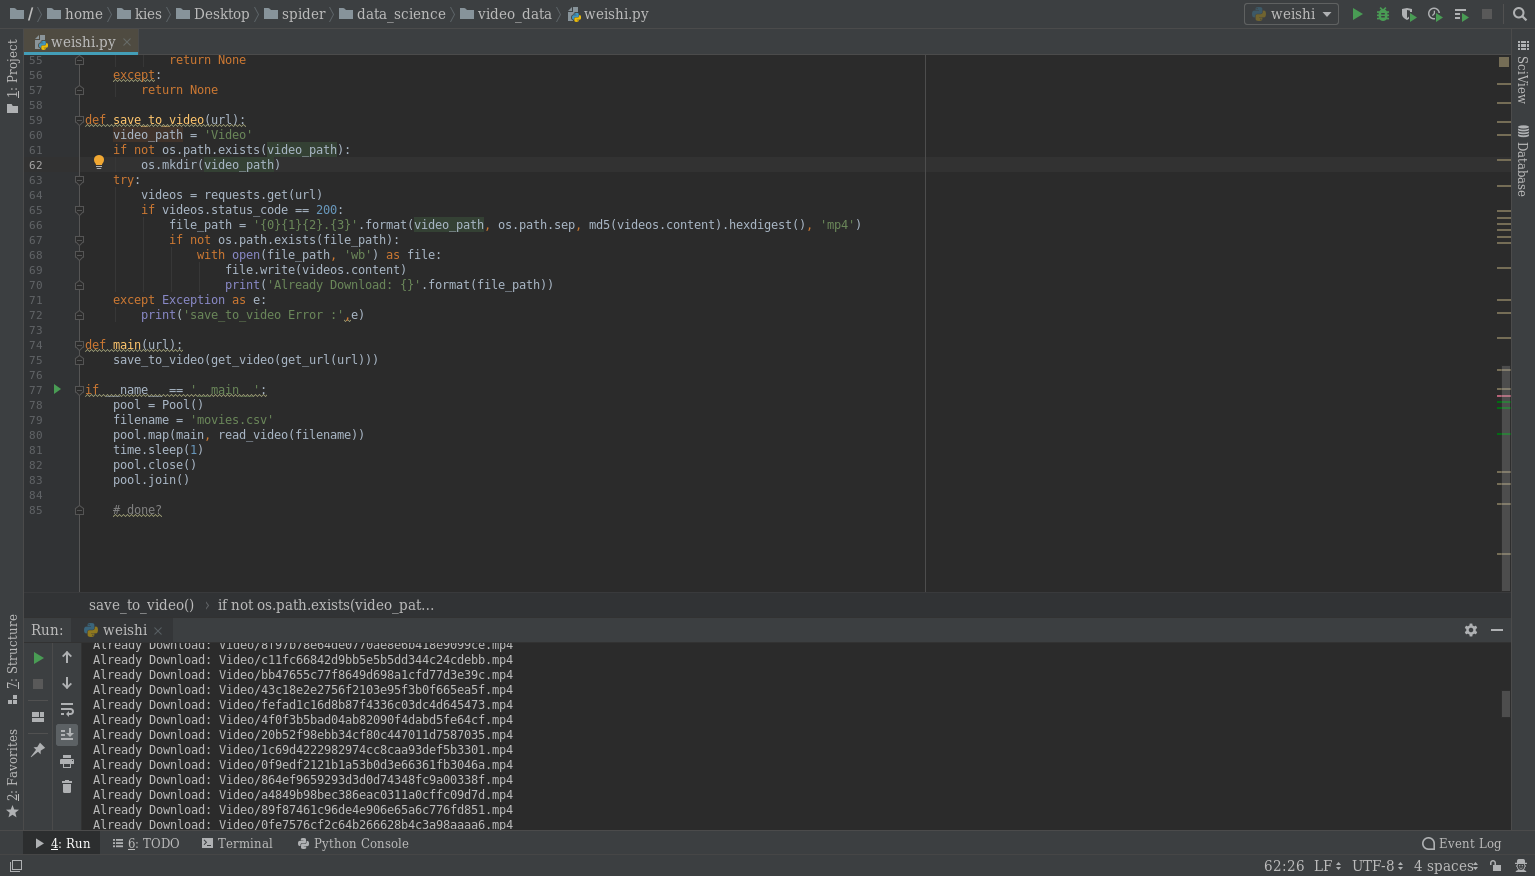 / home kies Desktop spider data_science video_data weishi.py weishi
weishi.py
1: Project
SciView
Database
55 return None
56 except:
57 return None
58
59 def save_to_video(url):
60 video_path = 'Video'
61 if not os.path.exists(video_path):
62 os.mkdir(video_path)
63 try:
64 videos = requests.get(url)
65 if videos.status_code == 200:
66 file_path = '{0}{1}{2}.{3}'.format(video_path, os.path.sep, md5(videos.content).hexdigest(), 'mp4')
67 if not os.path.exists(file_path):
68 with open(file_path, 'wb') as file:
69 file.write(videos.content)
70 print('Already Download: {}'.format(file_path))
71 except Exception as e:
72 print('save_to_video Error :',e)
73
74 def main(url):
75 save_to_video(get_video(get_url(url)))
76
77 if __name__ == '__main__':
78 pool = Pool()
79 filename = 'movies.csv'
80 pool.map(main, read_video(filename))
81 time.sleep(1)
82 pool.close()
83 pool.join()
84
85 # done?
save_to_video() › if not os.path.exists(video_pat...
Run: weishi
7: Structure
2: Favorites
Already Download: Video/8f97b78e64de0770ae8e6b418e9099ce.mp4
Already Download: Video/c11fc66842d9bb5e5b5dd344c24cdebb.mp4
Already Download: Video/bb47655c77f8649d698a1cfd77d3e39c.mp4
Already Download: Video/43c18e2e2756f2103e95f3b0f665ea5f.mp4
Already Download: Video/fefad1c16d8b87f4336c03dc4d645473.mp4
Already Download: Video/4f0f3b5bad04ab82090f4dabd5fe64cf.mp4
Already Download: Video/20b52f98ebb34cf80c447011d7587035.mp4
Already Download: Video/1c69d4222982974cc8caa93def5b3301.mp4
Already Download: Video/0f9edf2121b1a53b0d3e66361fb3046a.mp4
Already Download: Video/864ef9659293d3d0d74348fc9a00338f.mp4
Already Download: Video/a4849b98bec386eac0311a0cffc09d7d.mp4
Already Download: Video/89f87461c96de4e906e65a6c776fd851.mp4
Already Download: Video/0fe7576cf2c64b266628b4c3a98aaaa6.mp4
4: Run 6: TODO Terminal Python Console Event Log
62:26 LF UTF-8 4 spaces